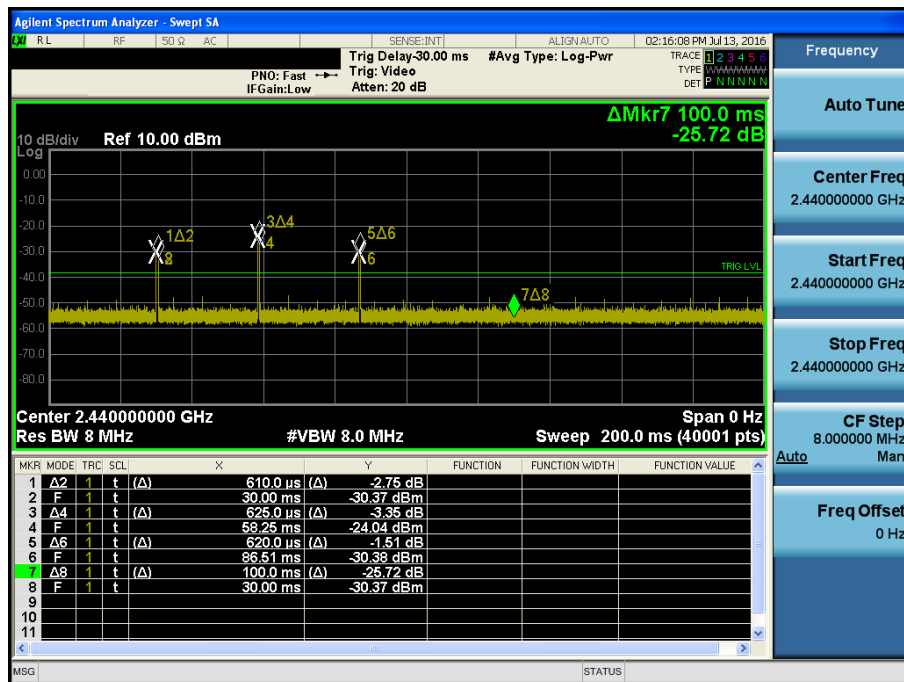 Agilent Spectrum Analyzer - Swept SA
LXI RL RF 50 Ω AC SENSE:INT ALIGN AUTO 02:16:08 PM Jul 13, 2016
Trig Delay-30.00 ms #Avg Type: Log-Pwr TRACE 1 2 3 4 5 6
PNO: Fast Trig: Video TYPE WWWWWW
IFGain:Low Atten: 20 dB DET P N N N N N
ΔMkr7 100.0 ms
-25.72 dB
10 dB/div Ref 10.00 dBm
Log
0.00
-10.0
-20.0
-30.0
-40.0
-50.0
-60.0
-70.0
-80.0
1Δ2
2
3Δ4
4
5Δ6
6
7Δ8
TRIG LVL
Center 2.440000000 GHz Span 0 Hz
Res BW 8 MHz #VBW 8.0 MHz Sweep 200.0 ms (40001 pts)
MKR MODE TRC SCL X Y FUNCTION FUNCTION WIDTH FUNCTION VALUE
1 Δ2 1 t (Δ) 610.0 µs (Δ) -2.75 dB
2 F 1 t 30.00 ms -30.37 dBm
3 Δ4 1 t (Δ) 625.0 µs (Δ) -3.35 dB
4 F 1 t 58.25 ms -24.04 dBm
5 Δ6 1 t (Δ) 620.0 µs (Δ) -1.51 dB
6 F 1 t 86.51 ms -30.38 dBm
7 Δ8 1 t (Δ) 100.0 ms (Δ) -25.72 dB
8 F 1 t 30.00 ms -30.37 dBm
9
10
11
MSG STATUS
Frequency
Auto Tune
Center Freq
2.440000000 GHz
Start Freq
2.440000000 GHz
Stop Freq
2.440000000 GHz
CF Step
8.000000 MHz
Auto Man
Freq Offset
0 Hz